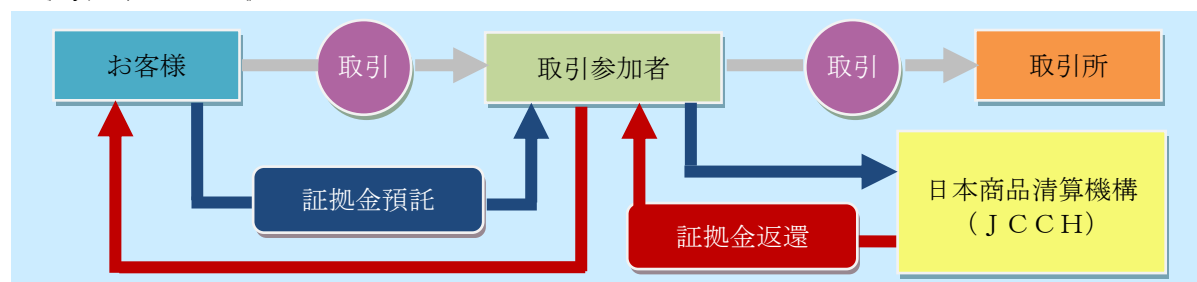 お客様
取引
取引参加者
取引
取引所
証拠金預託
証拠金返還
日本商品清算機構
（ＪＣＣＨ）